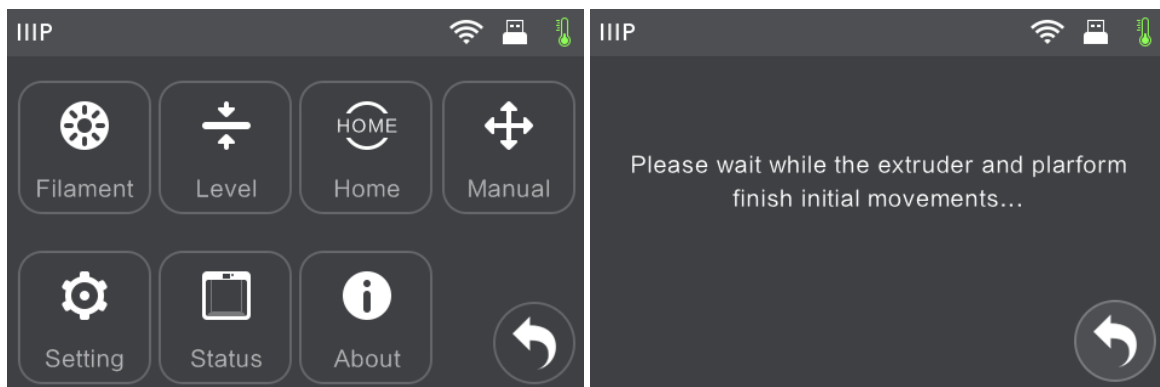 IIIP
Filament
Level
HOME
Home
Manual
Setting
Status
About
IIIP
Please wait while the extruder and plarform
finish initial movements...